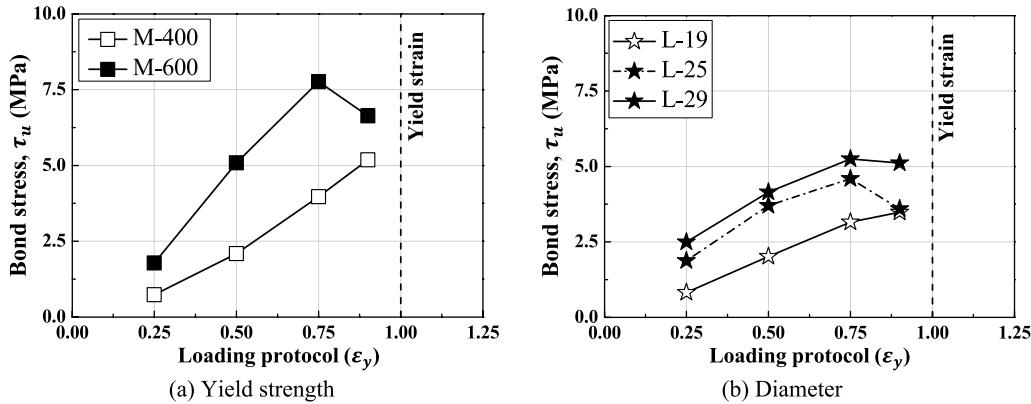 10.0
7.5
5.0
2.5
0.0
Bond stress, τu (MPa)
M-400
M-600
Yield strain
0.00 0.25 0.50 0.75 1.00 1.25
Loading protocol (εy)
(a) Yield strength
10.0
7.5
5.0
2.5
0.0
Bond stress, τu (MPa)
L-19
L-25
L-29
Yield strain
0.00 0.25 0.50 0.75 1.00 1.25
Loading protocol (εy)
(b) Diameter